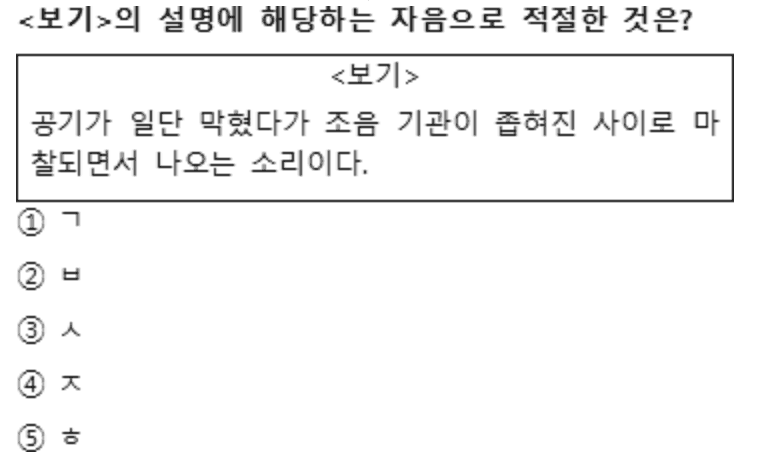 <보기>의 설명에 해당하는 자음으로 적절한 것은?
<보기>
공기가 일단 막혔다가 조음 기관이 좁혀진 사이로 마
찰되면서 나오는 소리이다.
① ㄱ
② ㅂ
③ ㅅ
④ ㅈ
⑤ ㅎ